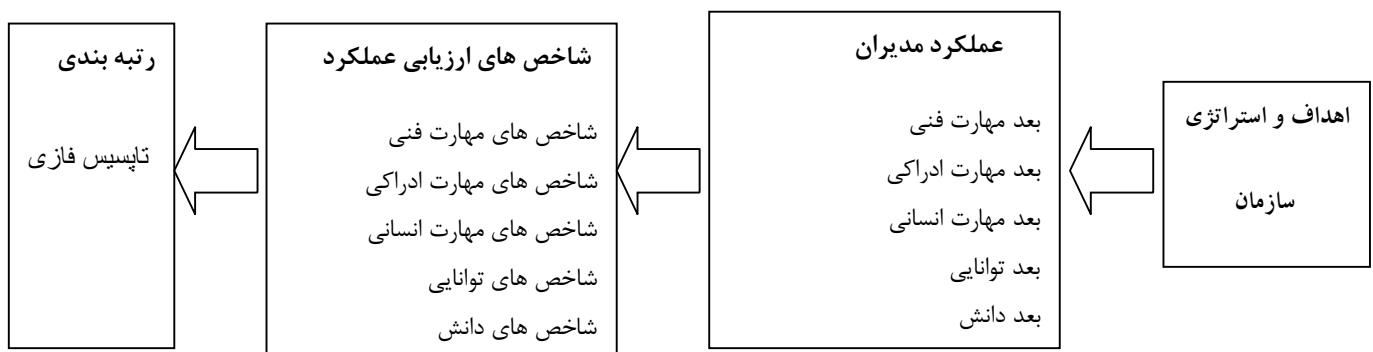 اهداف و استراتژی
سازمان
عملکرد مدیران
بعد مهارت فنی
بعد مهارت ادراکی
بعد مهارت انسانی
بعد توانایی
بعد دانش
شاخص های ارزیابی عملکرد
شاخص های مهارت فنی
شاخص های مهارت ادراکی
شاخص های مهارت انسانی
شاخص های توانایی
شاخص های دانش
رتبه بندی
تاپسیس فازی